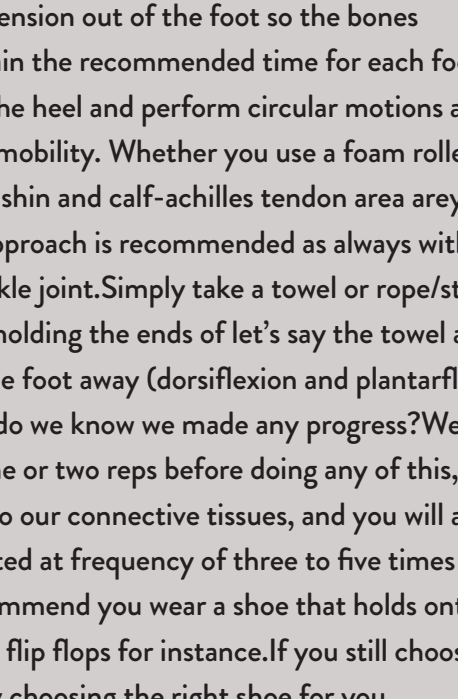 ension out of the foot so the bones
in the recommended time for each fo
he heel and perform circular motions a
mobility. Whether you use a foam rolle
shin and calf-achilles tendon area arey
pproach is recommended as always wit
kle joint.Simply take a towel or rope/st
holding the ends of let's say the towel a
e foot away (dorsiflexion and plantarfl
do we know we made any progress?We
e or two reps before doing any of this,
o our connective tissues, and you will a
ted at frequency of three to five times
mmend you wear a shoe that holds ont
flip flops for instance.If you still choos
choosing the right shoe for you